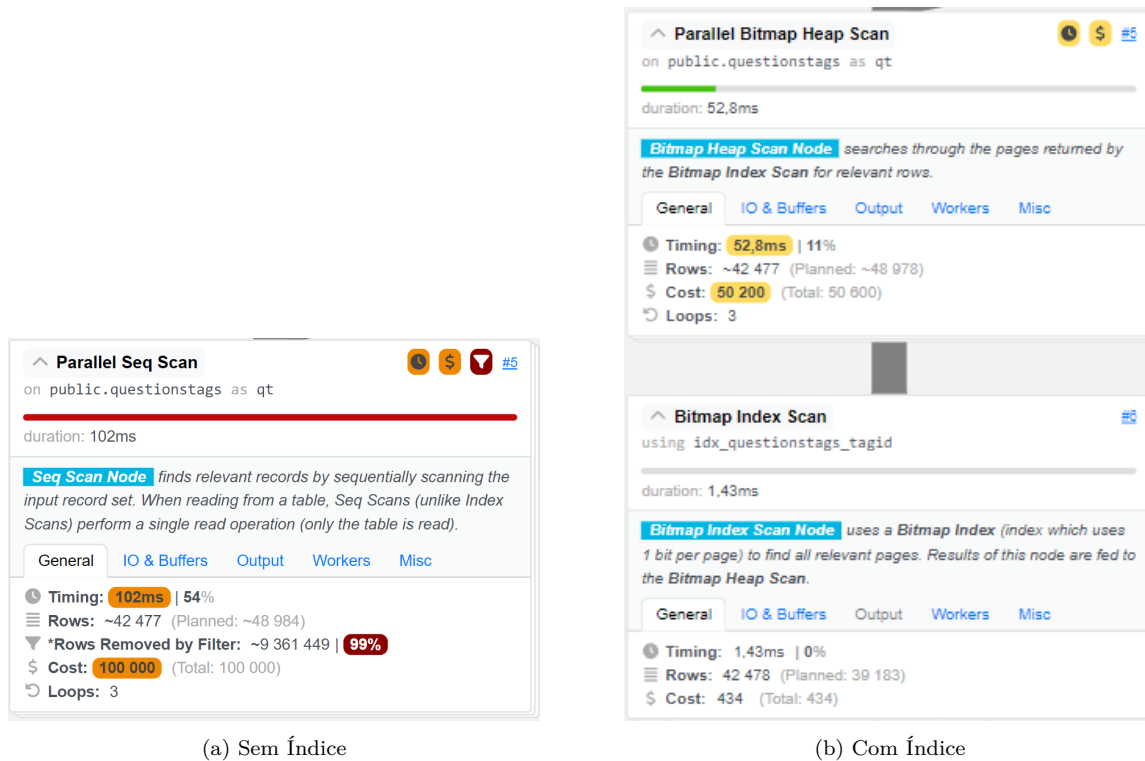 Parallel Seq Scan #5
on public.questionstags as qt
duration: 102ms
Seq Scan Node finds relevant records by sequentially scanning the
input record set. When reading from a table, Seq Scans (unlike Index
Scans) perform a single read operation (only the table is read).
General IO & Buffers Output Workers Misc
Timing: 102ms | 54%
Rows: ~42 477 (Planned: ~48 984)
*Rows Removed by Filter: ~9 361 449 | 99%
$ Cost: 100 000 (Total: 100 000)
Loops: 3
(a) Sem Índice
Parallel Bitmap Heap Scan $ #5
on public.questionstags as qt
duration: 52,8ms
Bitmap Heap Scan Node searches through the pages returned by
the Bitmap Index Scan for relevant rows.
General IO & Buffers Output Workers Misc
Timing: 52,8ms | 11%
Rows: ~42 477 (Planned: ~48 978)
$ Cost: 50 200 (Total: 50 600)
Loops: 3
Bitmap Index Scan #6
using idx_questionstags_tagid
duration: 1,43ms
Bitmap Index Scan Node uses a Bitmap Index (index which uses
1 bit per page) to find all relevant pages. Results of this node are fed to
the Bitmap Heap Scan.
General IO & Buffers Output Workers Misc
Timing: 1,43ms | 0%
Rows: 42 478 (Planned: 39 183)
$ Cost: 434 (Total: 434)
(b) Com Índice